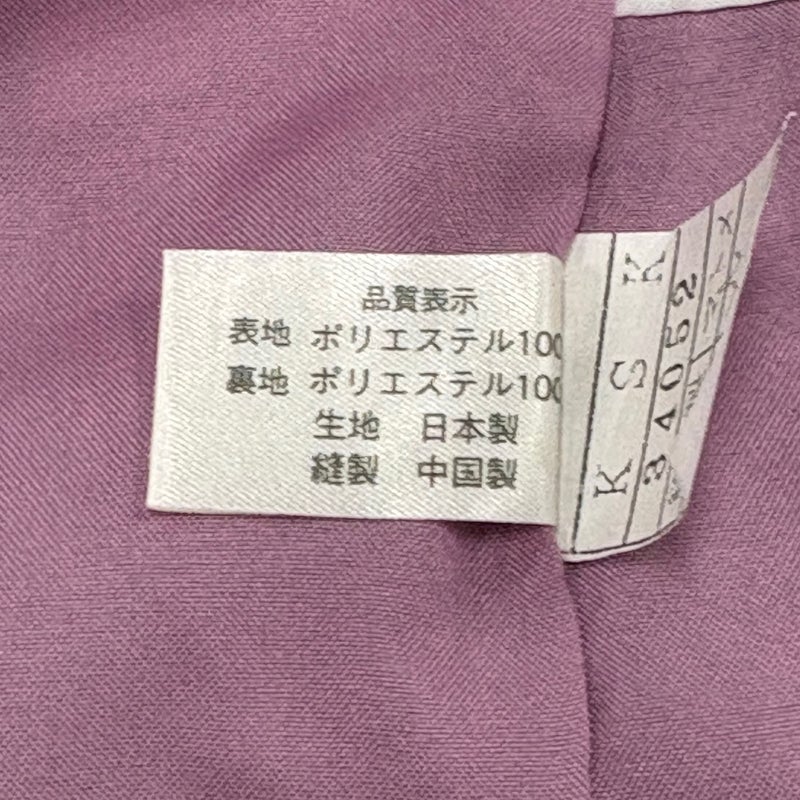 品質表示
表地 ポリエステル100
裏地 ポリエステル100
生地 日本製
縫製 中国製
K S K
34052